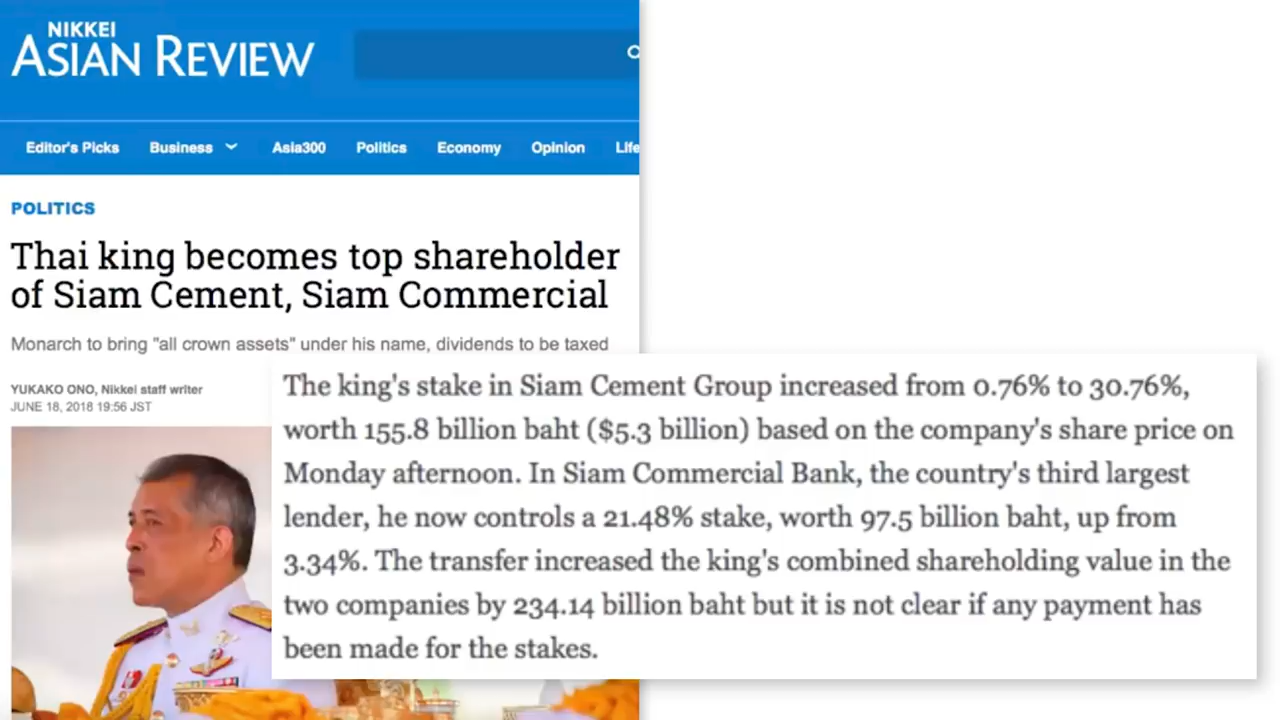 NIKKEI
ASIAN REVIEW
Editor's Picks Business Asia300 Politics Economy Opinion Life
POLITICS
Thai king becomes top shareholder
of Siam Cement, Siam Commercial
Monarch to bring "all crown assets" under his name, dividends to be taxed
YUKAKO ONO, Nikkei staff writer
JUNE 18, 2018 19:56 JST
The king's stake in Siam Cement Group increased from 0.76% to 30.76%,
worth 155.8 billion baht ($5.3 billion) based on the company's share price on
Monday afternoon. In Siam Commercial Bank, the country's third largest
lender, he now controls a 21.48% stake, worth 97.5 billion baht, up from
3.34%. The transfer increased the king's combined shareholding value in the
two companies by 234.14 billion baht but it is not clear if any payment has
been made for the stakes.